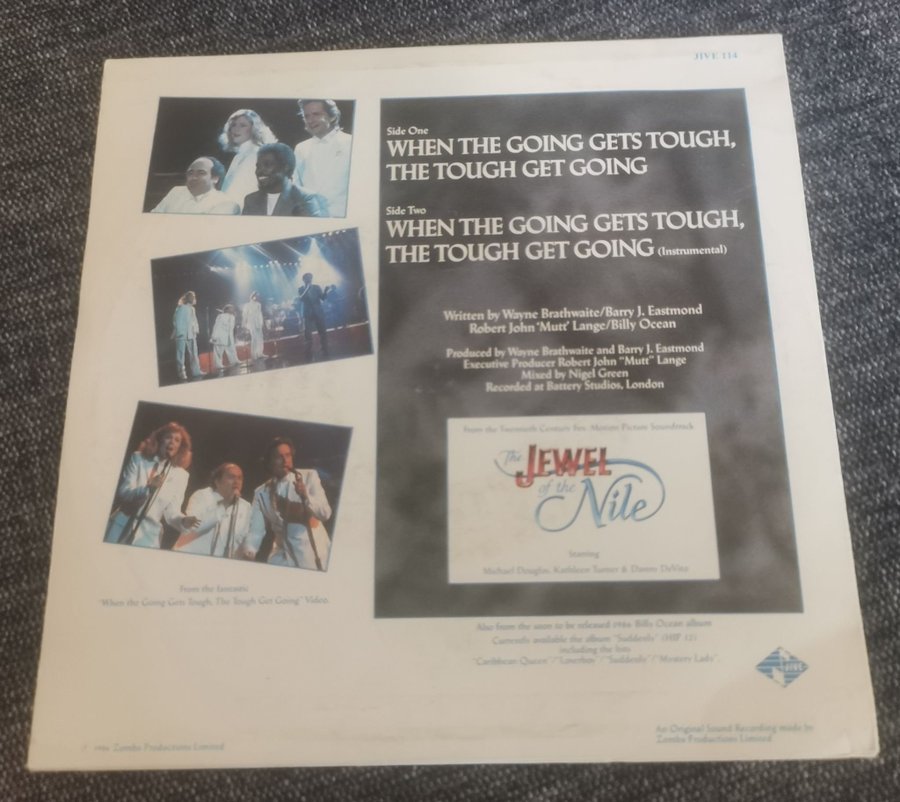 JIVE 114
Side One
WHEN THE GOING GETS TOUGH,
THE TOUGH GET GOING
Side Two
WHEN THE GOING GETS TOUGH,
THE TOUGH GET GOING (Instrumental)
Written by Wayne Brathwaite/Barry J. Eastmond
Robert John 'Mutt' Lange/Billy Ocean
Produced by Wayne Brathwaite and Barry J. Eastmond
Executive Producer Robert John "Mutt" Lange
Mixed by Nigel Green
Recorded at Battery Studios, London
From the Twentieth Century Fox Motion Picture Soundtrack
The JEWEL
of the
Nile
Starring
Michael Douglas, Kathleen Turner & Danny DeVito
From the fantastic
"When the Going Gets Tough, The Tough Get Going" Video.
Also from the soon to be released 1986 Billy Ocean album
Currently available the album "Suddenly" (HIP 12)
including the hits
"Caribbean Queen"/"Loverboy"/"Suddenly"/"Mystery Lady".
JIVE
1986 Zomba Productions Limited
An Original Sound Recording made by
Zomba Productions Limited